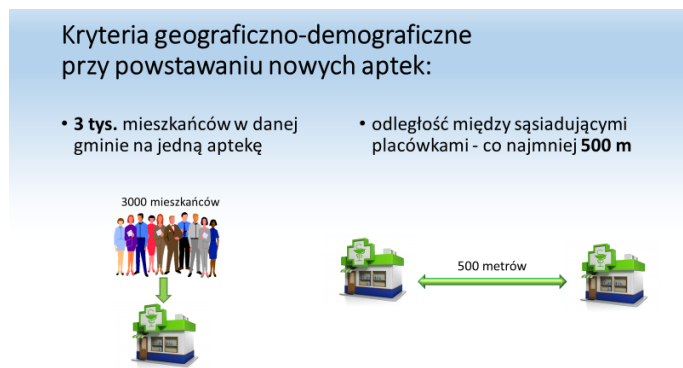 Kryteria geograficzno-demograficzne
przy powstawaniu nowych aptek:
• 3 tys. mieszkańców w danej
gminie na jedną aptekę
• odległość między sąsiadującymi
placówkami - co najmniej 500 m
3000 mieszkańców
500 metrów